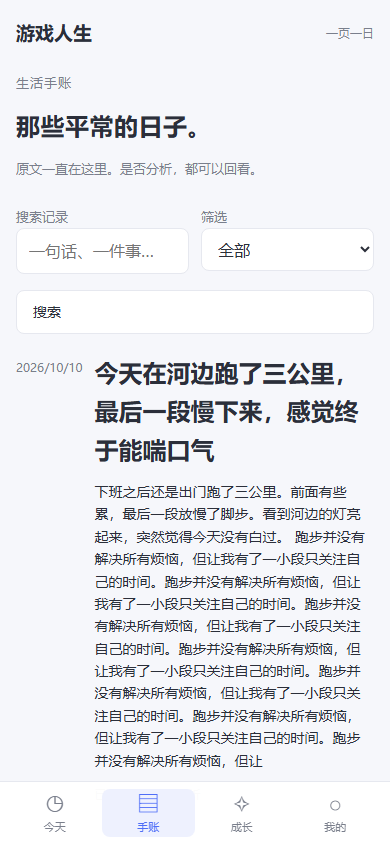 游戏人生
一页一日
生活手账
那些平常的日子。
原文一直在这里。是否分析，都可以回看。
搜索记录
筛选
一句话、一件事...
全部
搜索
2026/10/10
今天在河边跑了三公里，
最后一段慢下来，感觉终
于能喘口气
下班之后还是出门跑了三公里。前面有些
累，最后一段放慢了脚步。看到河边的灯亮
起来，突然觉得今天没有白过。 跑步并没有
解决所有烦恼，但让我有了一小段只关注自
己的时间。跑步并没有解决所有烦恼，但让
我有了一小段只关注自己的时间。跑步并没
有解决所有烦恼，但让我有了一小段只关注
自己的时间。跑步并没有解决所有烦恼，但
让我有了一小段只关注自己的时间。跑步并
没有解决所有烦恼，但让我有了一小段只关
注自己的时间。跑步并没有解决所有烦恼，
但让我有了一小段只关注自己的时间。跑步
并没有解决所有烦恼，但让
今天
手账
成长
我的